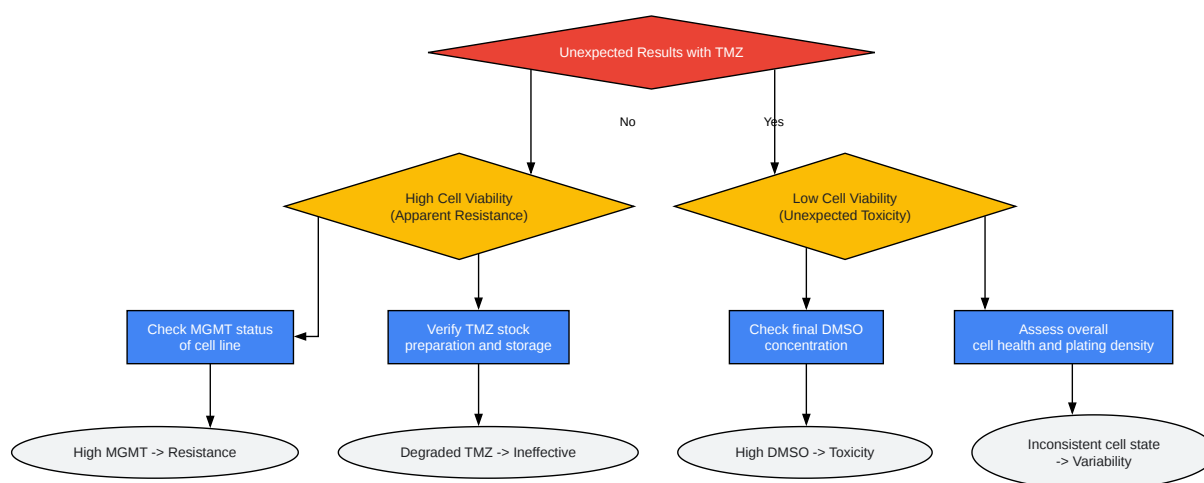 Unexpected Results with TMZ
No
Yes
High Cell Viability
(Apparent Resistance)
Low Cell Viability
(Unexpected Toxicity)
Check MGMT status
of cell line
Verify TMZ stock
preparation and storage
Check final DMSO
concentration
Assess overall
cell health and plating density
High MGMT -> Resistance
Degraded TMZ -> Ineffective
High DMSO -> Toxicity
Inconsistent cell state
-> Variability